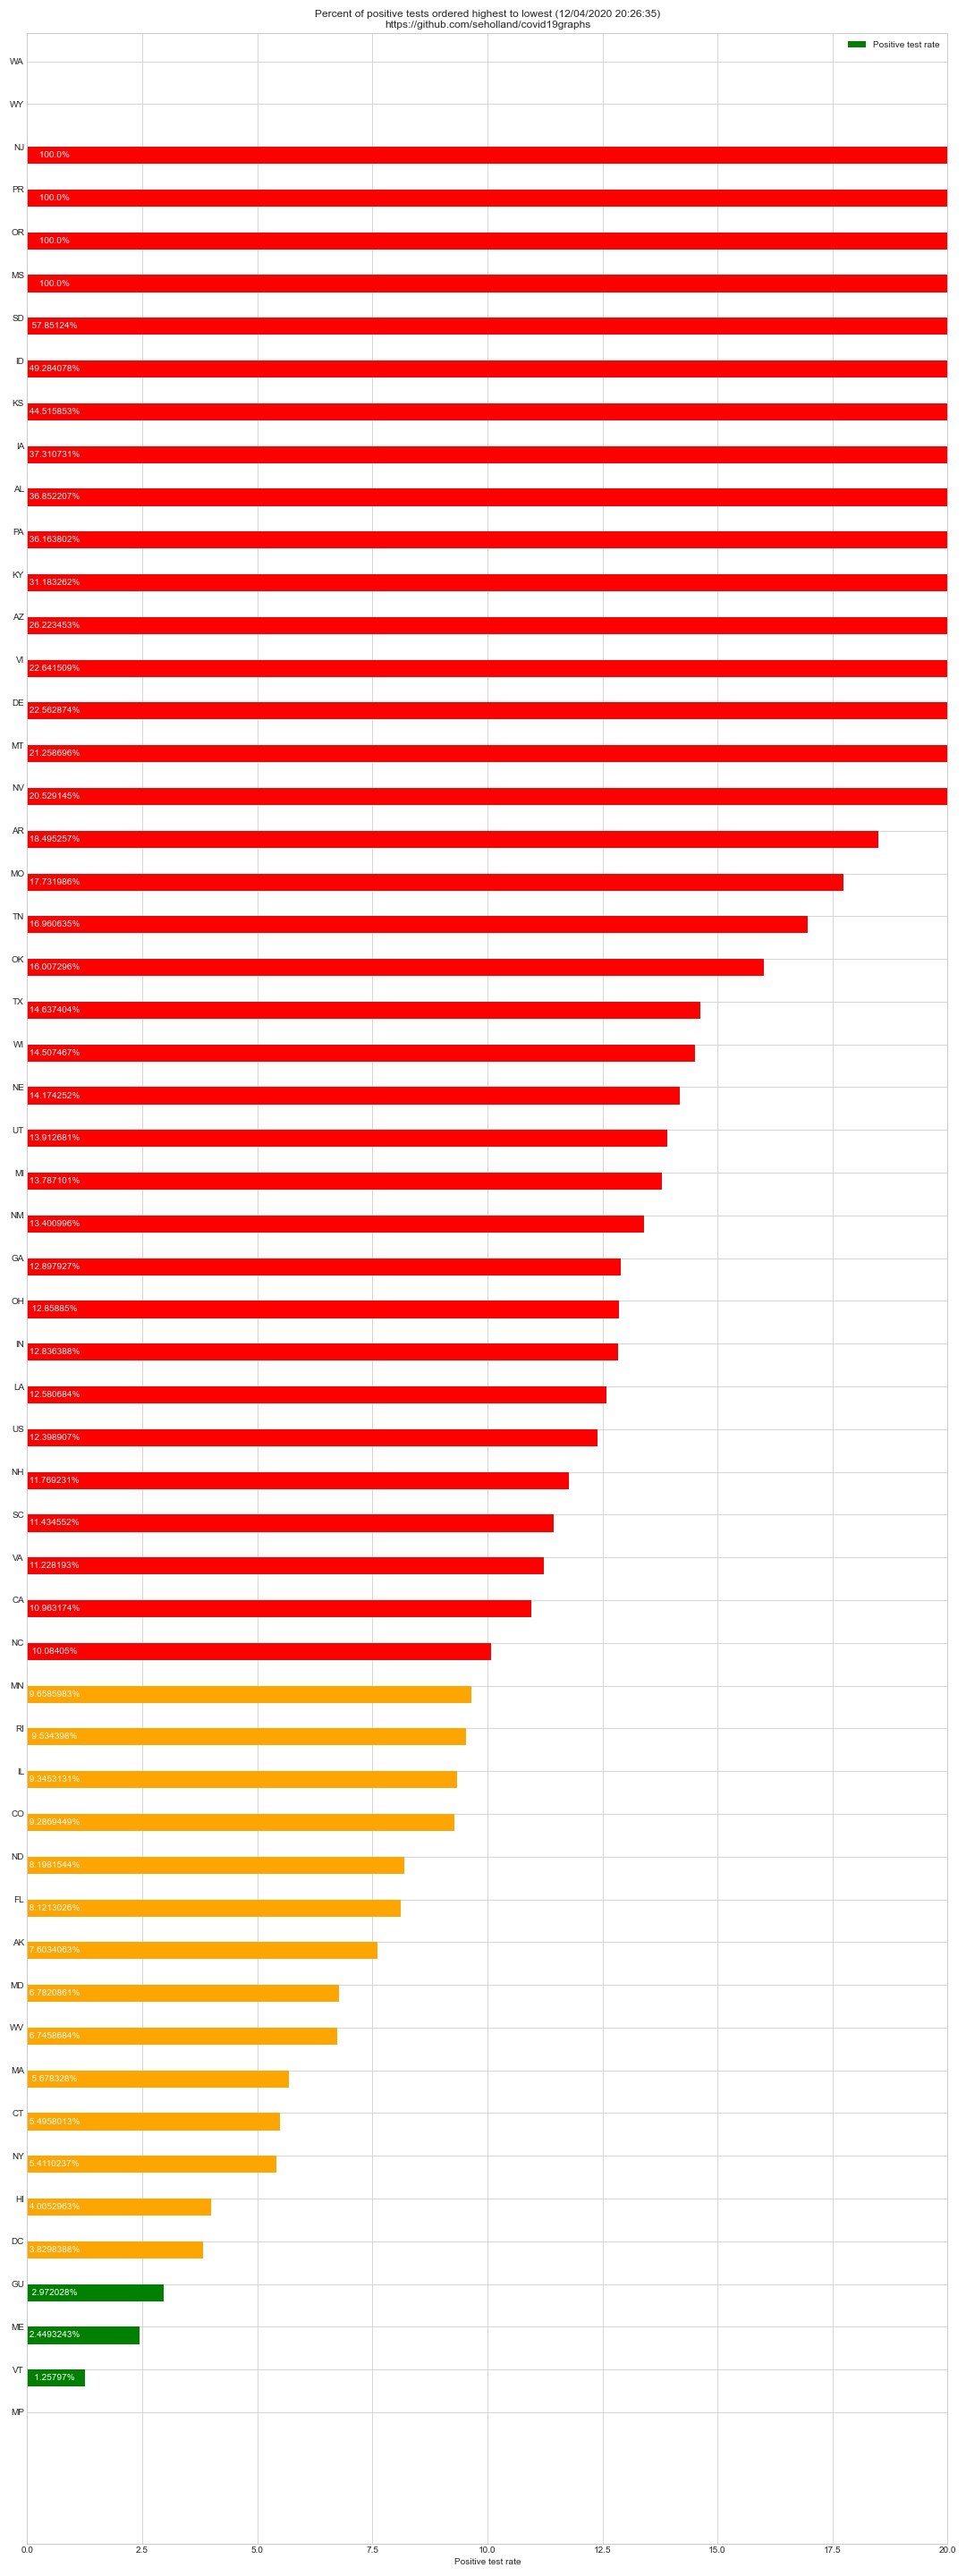 Percent of positive tests ordered highest to lowest (12/04/2020 20:26:35)
https://github.com/seholland/covid19graphs
Positive test rate
WA
WY
NJ 100.0%
PR 100.0%
OR 100.0%
MS 100.0%
SD 57.85124%
ID 49.284078%
KS 44.515853%
IA 37.310731%
AL 36.852207%
PA 36.163802%
KY 31.183262%
AZ 26.223453%
VI 22.641509%
DE 22.562874%
MT 21.258696%
NV 20.529145%
AR 18.495257%
MO 17.731986%
TN 16.960635%
OK 16.007296%
TX 14.637404%
WI 14.507467%
NE 14.174252%
UT 13.912681%
MI 13.787101%
NM 13.400996%
GA 12.897927%
OH 12.85885%
IN 12.836388%
LA 12.580684%
US 12.398907%
NH 11.769231%
SC 11.434552%
VA 11.228193%
CA 10.963174%
NC 10.08405%
MN 9.6585983%
RI 9.534398%
IL 9.3453131%
CO 9.2869449%
ND 8.1981544%
FL 8.1213026%
AK 7.6034063%
MD 6.7820861%
WV 6.7458684%
MA 5.678328%
CT 5.4958013%
NY 5.4110237%
HI 4.0052963%
DC 3.8298388%
GU 2.972028%
ME 2.4493243%
VT 1.25797%
MP
0.0 2.5 5.0 7.5 10.0 12.5 15.0 17.5 20.0
Positive test rate